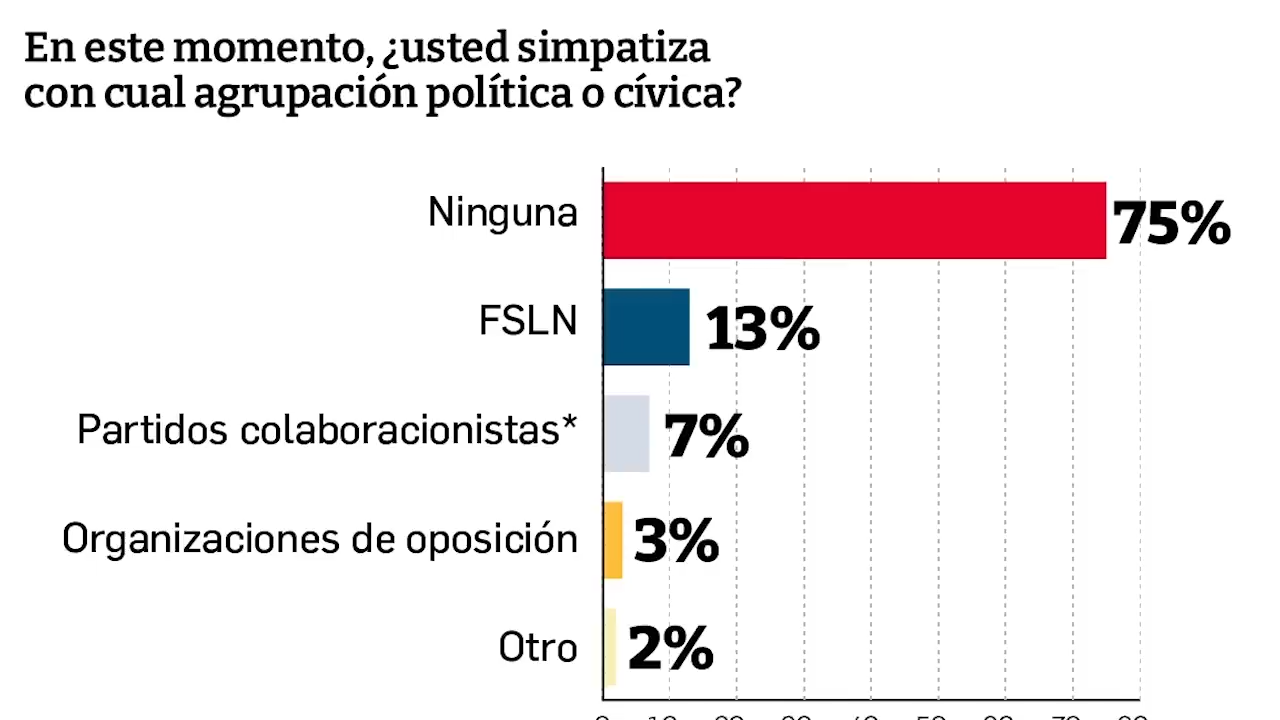 En este momento, ¿usted simpatiza
con cual agrupación política o cívica?
Ninguna 75%
FSLN 13%
Partidos colaboracionistas* 7%
Organizaciones de oposición 3%
Otro 2%